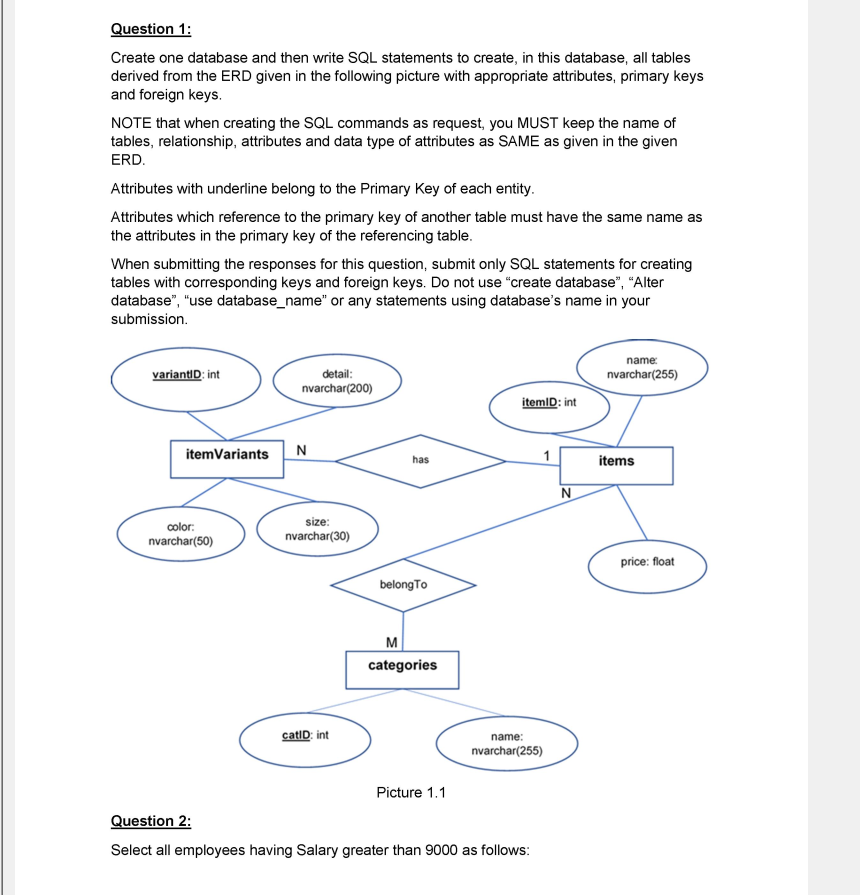 Question 1:
Create one database and then write SQL statements to create, in this database, all tables
derived from the ERD given in the following picture with appropriate attributes, primary keys
and foreign keys.
NOTE that when creating the SQL commands as request, you MUST keep the name of
tables, relationship, attributes and data type of attributes as SAME as given in the given
ERD.
Attributes with underline belong to the Primary Key of each entity.
Attributes which reference to the primary key of another table must have the same name as
the attributes in the primary key of the referencing table.
When submitting the responses for this question, submit only SQL statements for creating
tables with corresponding keys and foreign keys. Do not use “create database”, “Alter
database”, “use database_name” or any statements using database’s name in your
submission.
variantID: int
detail:
nvarchar(200)
name:
nvarchar(255)
itemID: int
itemVariants
N
has
1
items
N
color:
nvarchar(50)
size:
nvarchar(30)
price: float
belongTo
M
categories
catID: int
name:
nvarchar(255)
Picture 1.1
Question 2:
Select all employees having Salary greater than 9000 as follows: